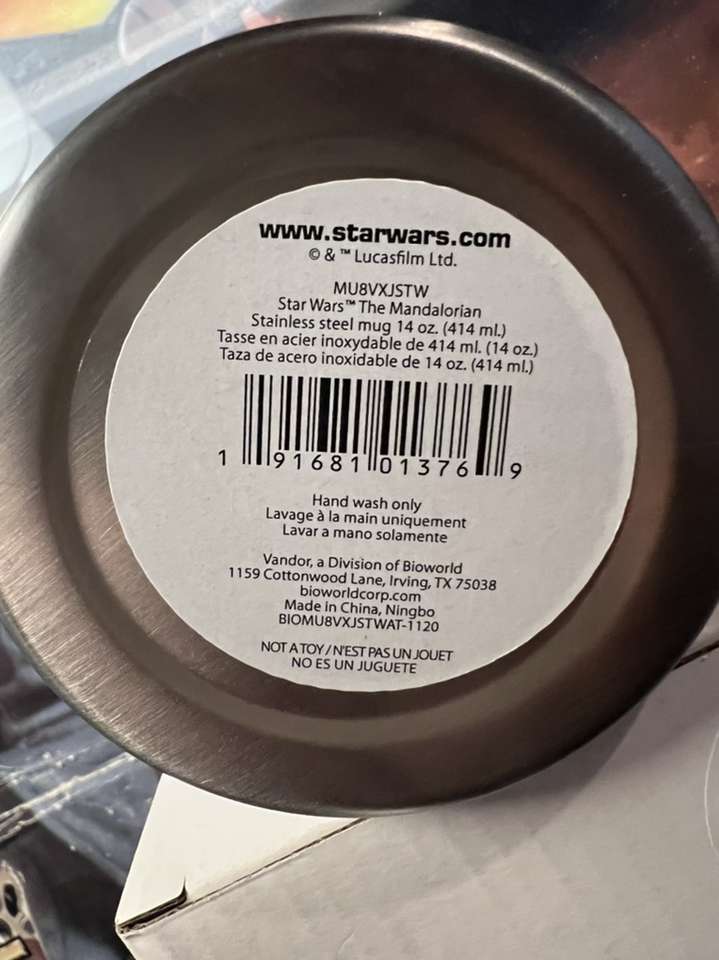 www.starwars.com
© & ™ Lucasfilm Ltd.
MU8VXJSTW
Star Wars™ The Mandalorian
Stainless steel mug 14 oz. (414 ml.)
Tasse en acier inoxydable de 414 ml. (14 oz.)
Taza de acero inoxidable de 14 oz. (414 ml.)
1 91681 01376 9
Hand wash only
Lavage à la main uniquement
Lavar a mano solamente
Vandor, a Division of Bioworld
1159 Cottonwood Lane, Irving, TX 75038
bioworldcorp.com
Made in China, Ningbo
BIOMU8VXJSTWAT-1120
NOT A TOY / N'EST PAS UN JOUET
NO ES UN JUGUETE